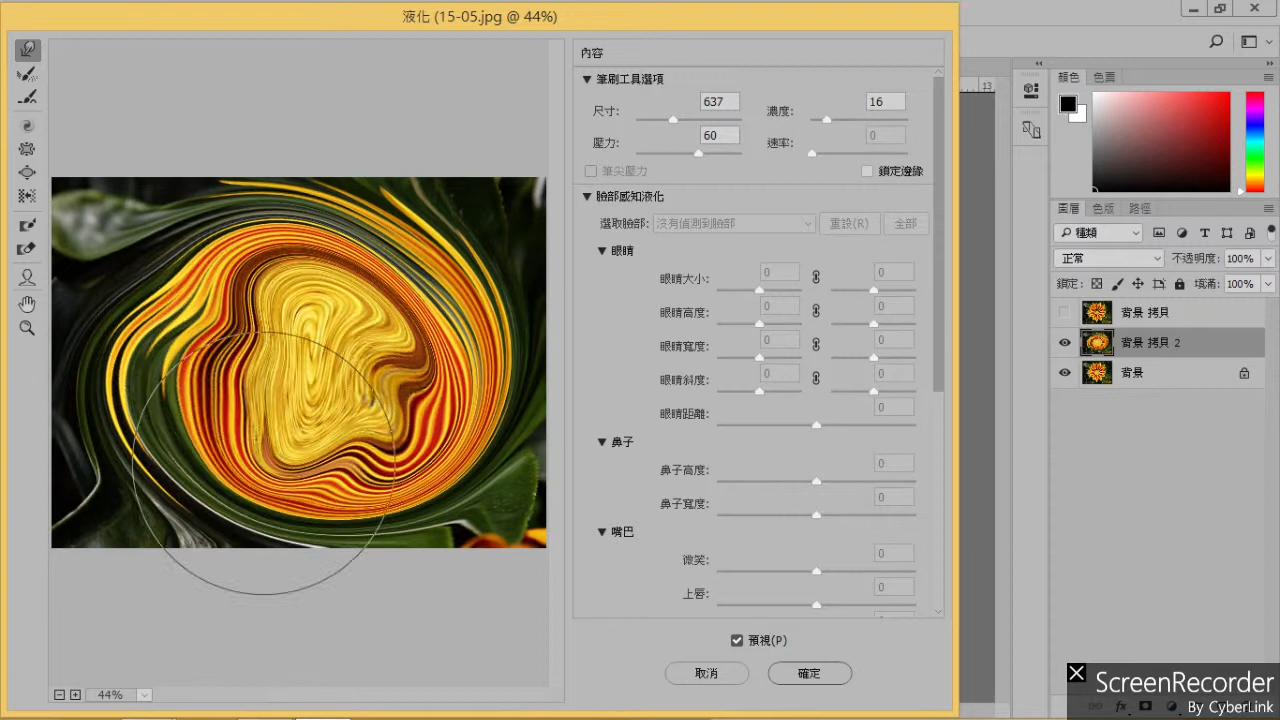 液化 (15-05.jpg @ 44%)
內容
筆刷工具選項
尺寸: 637 濃度: 16
壓力: 60 速率: 0
筆尖壓力 鎖定邊緣
臉部感知液化
選取臉部: 沒有偵測到臉部 重設(R) 全部
眼睛
眼睛大小: 0 0
眼睛高度: 0 0
眼睛寬度: 0 0
眼睛斜度: 0 0
眼睛距離: 0
鼻子
鼻子高度: 0
鼻子寬度: 0
嘴巴
微笑: 0
上唇: 0
預視(P)
取消 確定
44%
13
顏色 色票
圖層 色版 路徑
種類
正常 不透明度: 100%
鎖定: 填滿: 100%
背景 拷貝
背景 拷貝 2
背景
fx
ScreenRecorder
By CyberLink